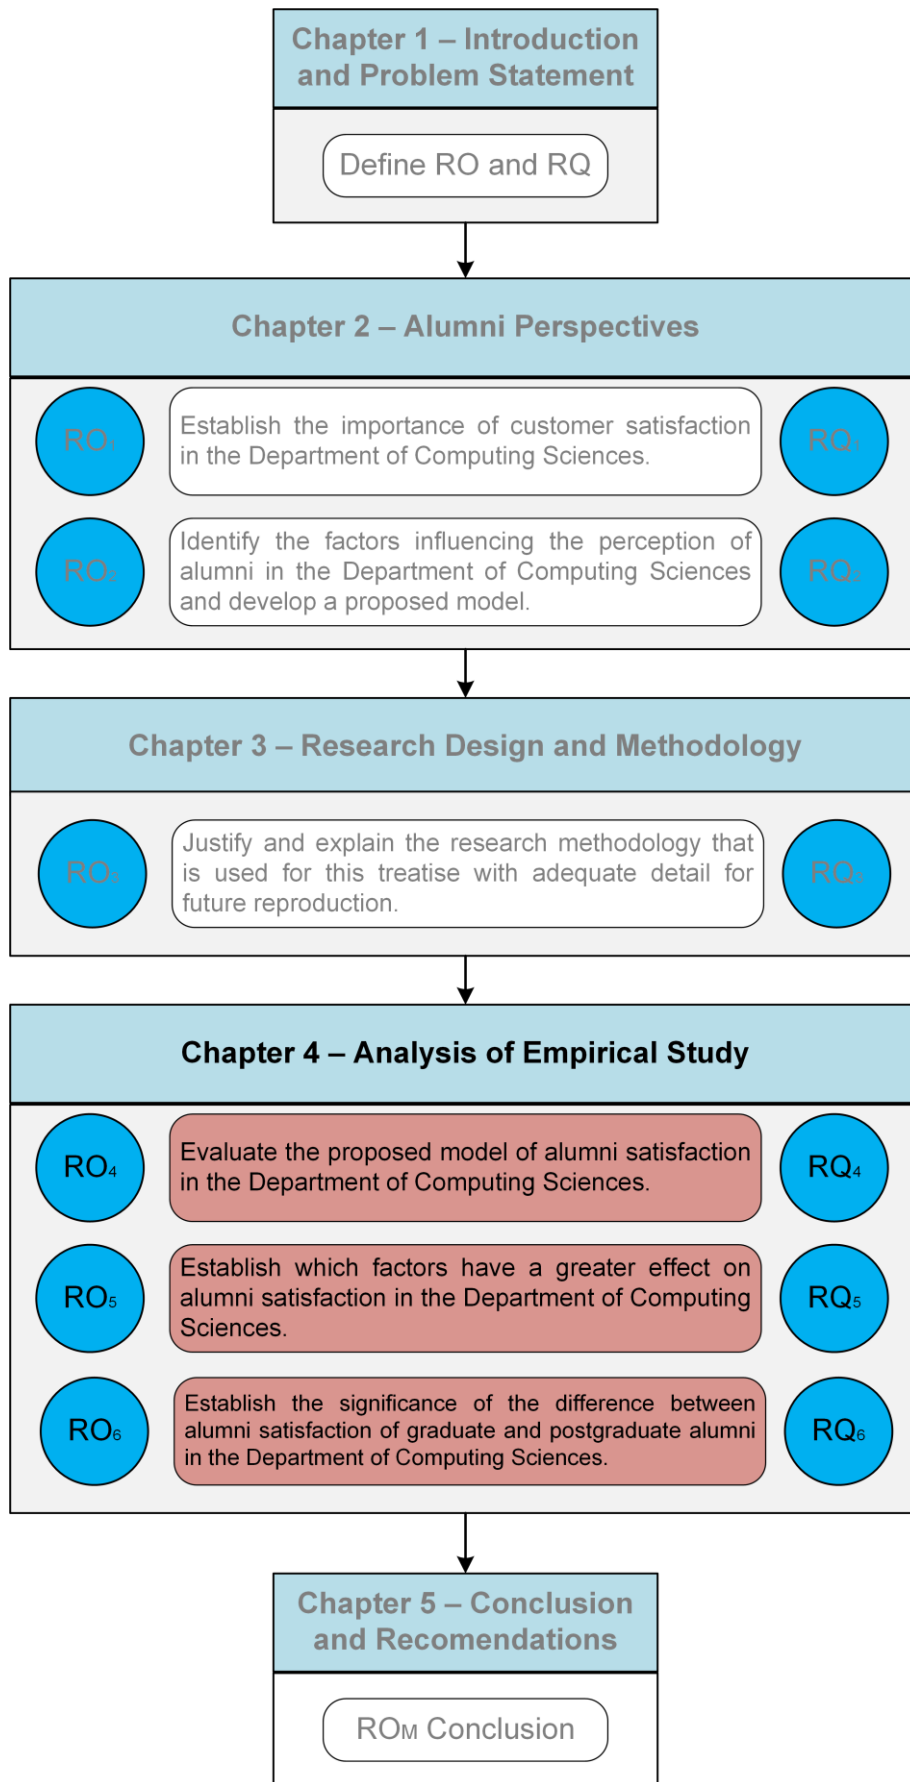 Chapter 1 – Introduction
and Problem Statement
Define RO and RQ
Chapter 2 – Alumni Perspectives
RO1
Establish the importance of customer satisfaction
in the Department of Computing Sciences.
RQ1
RO2
Identify the factors influencing the perception of
alumni in the Department of Computing Sciences
and develop a proposed model.
RQ2
Chapter 3 – Research Design and Methodology
RO3
Justify and explain the research methodology that
is used for this treatise with adequate detail for
future reproduction.
RQ3
Chapter 4 – Analysis of Empirical Study
RO4
Evaluate the proposed model of alumni satisfaction
in the Department of Computing Sciences.
RQ4
RO5
Establish which factors have a greater effect on
alumni satisfaction in the Department of Computing
Sciences.
RQ5
RO6
Establish the significance of the difference between
alumni satisfaction of graduate and postgraduate alumni
in the Department of Computing Sciences.
RQ6
Chapter 5 – Conclusion
and Recomendations
ROM Conclusion